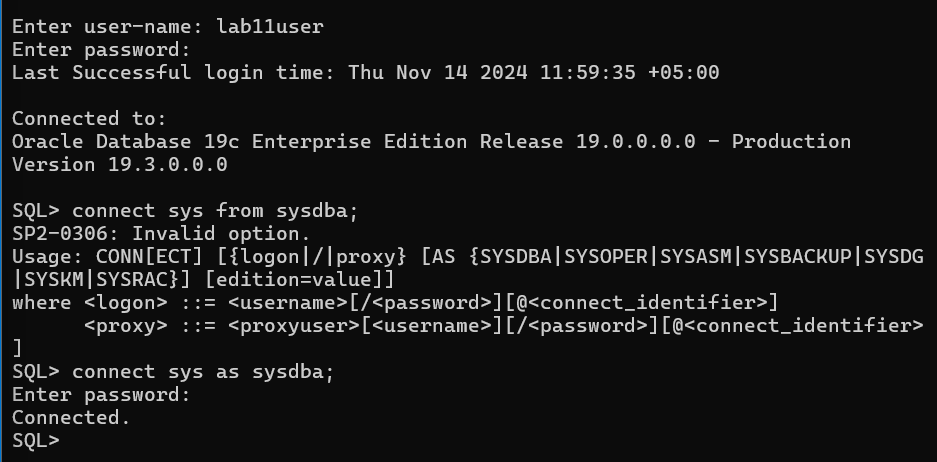 Enter user-name: lab11user
Enter password:
Last Successful login time: Thu Nov 14 2024 11:59:35 +05:00
Connected to:
Oracle Database 19c Enterprise Edition Release 19.0.0.0.0 - Production
Version 19.3.0.0.0
SQL> connect sys from sysdba;
SP2-0306: Invalid option.
Usage: CONN[ECT] [{logon|/|proxy} [AS {SYSDBA|SYSOPER|SYSASM|SYSBACKUP|SYSDG
|SYSKM|SYSRAC}] [edition=value]]
where <logon> ::= <username>[/<password>][@<connect_identifier>]
      <proxy> ::= <proxyuser>[<username>][/<password>][@<connect_identifier>
]
SQL> connect sys as sysdba;
Enter password:
Connected.
SQL>